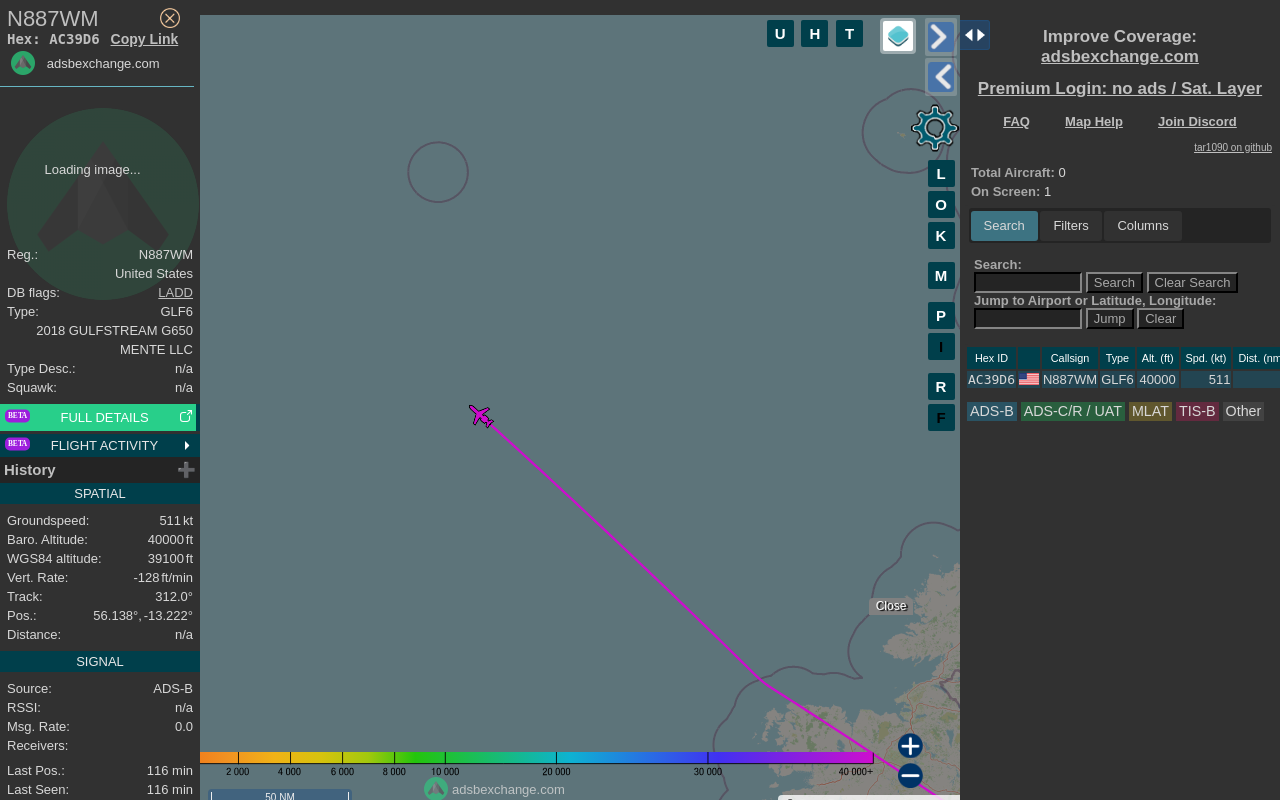 N887WM
Hex: AC39D6 Copy Link
adsbexchange.com
Loading image...
Reg.: N887WM
United States
DB flags: LADD
Type: GLF6
2018 GULFSTREAM G650
MENTE LLC
Type Desc.: n/a
Squawk: n/a
BETA FULL DETAILS
BETA FLIGHT ACTIVITY
History
SPATIAL
Groundspeed: 511 kt
Baro. Altitude: 40000 ft
WGS84 altitude: 39100 ft
Vert. Rate: -128 ft/min
Track: 312.0°
Pos.: 56.138°, -13.222°
Distance: n/a
SIGNAL
Source: ADS-B
RSSI: n/a
Msg. Rate: 0.0
Receivers:
Last Pos.: 116 min
Last Seen: 116 min
U H T
L
O
K
M
P
I
R
F
Close
2 000 4 000 6 000 8 000 10 000 20 000 30 000 40 000+
adsbexchange.com
50 NM
Improve Coverage:
adsbexchange.com
Premium Login: no ads / Sat. Layer
FAQ Map Help Join Discord
tar1090 on github
Total Aircraft: 0
On Screen: 1
Search Filters Columns
Search:
Search Clear Search
Jump to Airport or Latitude, Longitude:
Jump Clear
Hex ID Callsign Type Alt. (ft) Spd. (kt) Dist. (nm
AC39D6 N887WM GLF6 40000 511
ADS-B ADS-C/R / UAT MLAT TIS-B Other